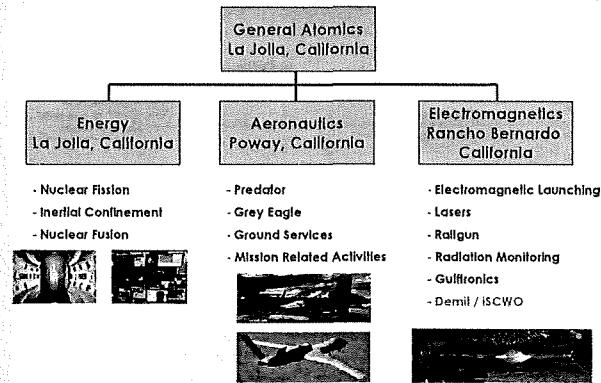 General Atomics
La Jolla, California
Energy
La Jolla, California
- Nuclear Fission
- Inertial Confinement
- Nuclear Fusion
Aeronautics
Poway, California
- Predator
- Grey Eagle
- Ground Services
- Mission Related Activities
Electromagnetics
Rancho Bernardo
California
- Electromagnetic Launching
- Lasers
- Railgun
- Radiation Monitoring
- Gulftronics
- Demil / iSCWO